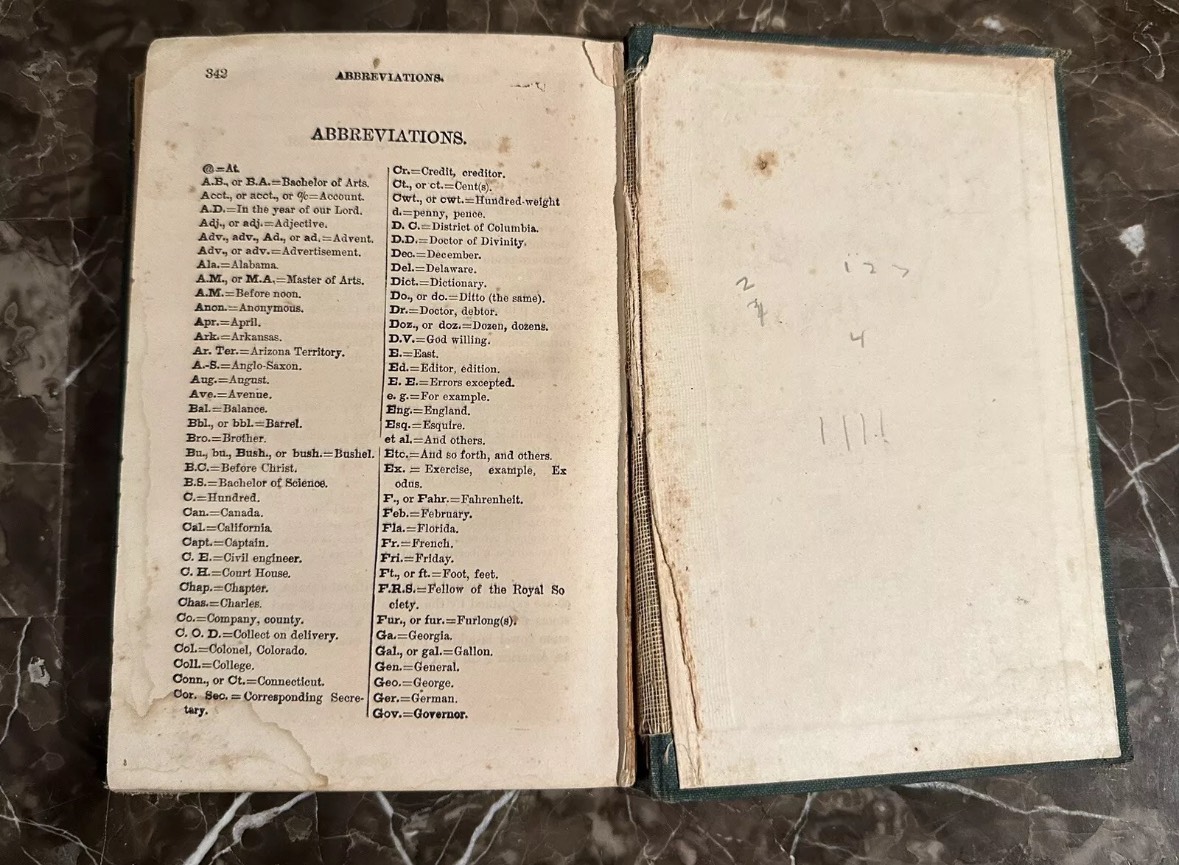 342
ABBREVIATIONS.
ABBREVIATIONS.
@=At.
A.B., or B.A.=Bachelor of Arts.
Acct., or acct., or %=Account.
A.D.=In the year of our Lord.
Adj., or adj.=Adjective.
Adv., adv., Ad., or ad.=Advent.
Adv., or adv.=Advertisement.
Ala.=Alabama.
A.M., or M.A.=Master of Arts.
A.M.=Before noon.
Anon.=Anonymous.
Apr.=April.
Ark.=Arkansas.
Ar. Ter.=Arizona Territory.
A.-S.=Anglo-Saxon.
Aug.=August.
Ave.=Avenue.
Bal.=Balance.
Bbl., or bbl.=Barrel.
Bro.=Brother.
Bu., bu., Bush., or bush.=Bushel.
B.C.=Before Christ.
B.S.=Bachelor of Science.
C.=Hundred.
Can.=Canada.
Cal.=California.
Capt.=Captain.
C. E.=Civil engineer.
C. H.=Court House.
Chap.=Chapter.
Chas.=Charles.
Co.=Company, county.
C. O. D.=Collect on delivery.
Col.=Colonel, Colorado.
Coll.=College.
Conn., or Ct.=Connecticut.
Cor. Sec.=Corresponding Secre-
tary.
Cr.=Credit, creditor.
Ct., or ct.=Cent(s).
Cwt., or cwt.=Hundred-weight
d.=penny, pence.
D. C.=District of Columbia.
D.D.=Doctor of Divinity.
Dec.=December.
Del.=Delaware.
Dict.=Dictionary.
Do., or do.=Ditto (the same).
Dr.=Doctor, debtor.
Doz., or doz.=Dozen, dozens.
D.V.=God willing.
E.=East.
Ed.=Editor, edition.
E. E.=Errors excepted.
e. g.=For example.
Eng.=England.
Esq.=Esquire.
et al.=And others.
Etc.=And so forth, and others.
Ex. = Exercise, example, Ex
odus.
F., or Fahr.=Fahrenheit.
Feb.=February.
Fla.=Florida.
Fr.=French.
Fri.=Friday.
Ft., or ft.=Foot, feet.
F.R.S.=Fellow of the Royal So
ciety.
Fur., or fur.=Furlong(s).
Ga.=Georgia.
Gal., or gal.=Gallon.
Gen.=General.
Geo.=George.
Ger.=German.
Gov.=Governor.
2
4